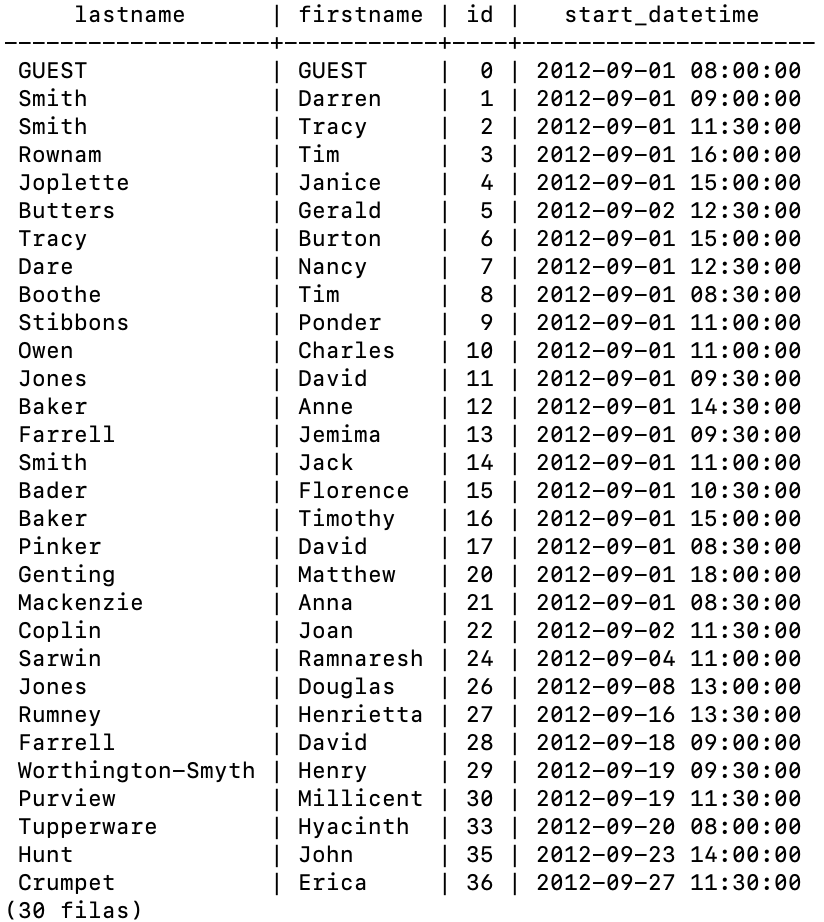 lastname      | firstname | id |   start_datetime
-------------------+-----------+----+---------------------
 GUEST             | GUEST     |  0 | 2012-09-01 08:00:00
 Smith             | Darren    |  1 | 2012-09-01 09:00:00
 Smith             | Tracy     |  2 | 2012-09-01 11:30:00
 Rownam            | Tim       |  3 | 2012-09-01 16:00:00
 Joplette          | Janice    |  4 | 2012-09-01 15:00:00
 Butters           | Gerald    |  5 | 2012-09-02 12:30:00
 Tracy             | Burton    |  6 | 2012-09-01 15:00:00
 Dare              | Nancy     |  7 | 2012-09-01 12:30:00
 Boothe            | Tim       |  8 | 2012-09-01 08:30:00
 Stibbons          | Ponder    |  9 | 2012-09-01 11:00:00
 Owen              | Charles   | 10 | 2012-09-01 11:00:00
 Jones             | David     | 11 | 2012-09-01 09:30:00
 Baker             | Anne      | 12 | 2012-09-01 14:30:00
 Farrell           | Jemima    | 13 | 2012-09-01 09:30:00
 Smith             | Jack      | 14 | 2012-09-01 11:00:00
 Bader             | Florence  | 15 | 2012-09-01 10:30:00
 Baker             | Timothy   | 16 | 2012-09-01 15:00:00
 Pinker            | David     | 17 | 2012-09-01 08:30:00
 Genting           | Matthew   | 20 | 2012-09-01 18:00:00
 Mackenzie         | Anna      | 21 | 2012-09-01 08:30:00
 Coplin            | Joan      | 22 | 2012-09-02 11:30:00
 Sarwin            | Ramnaresh | 24 | 2012-09-04 11:00:00
 Jones             | Douglas   | 26 | 2012-09-08 13:00:00
 Rumney            | Henrietta | 27 | 2012-09-16 13:30:00
 Farrell           | David     | 28 | 2012-09-18 09:00:00
 Worthington-Smyth | Henry     | 29 | 2012-09-19 09:30:00
 Purview           | Millicent | 30 | 2012-09-19 11:30:00
 Tupperware        | Hyacinth  | 33 | 2012-09-20 08:00:00
 Hunt              | John      | 35 | 2012-09-23 14:00:00
 Crumpet           | Erica     | 36 | 2012-09-27 11:30:00
(30 filas)